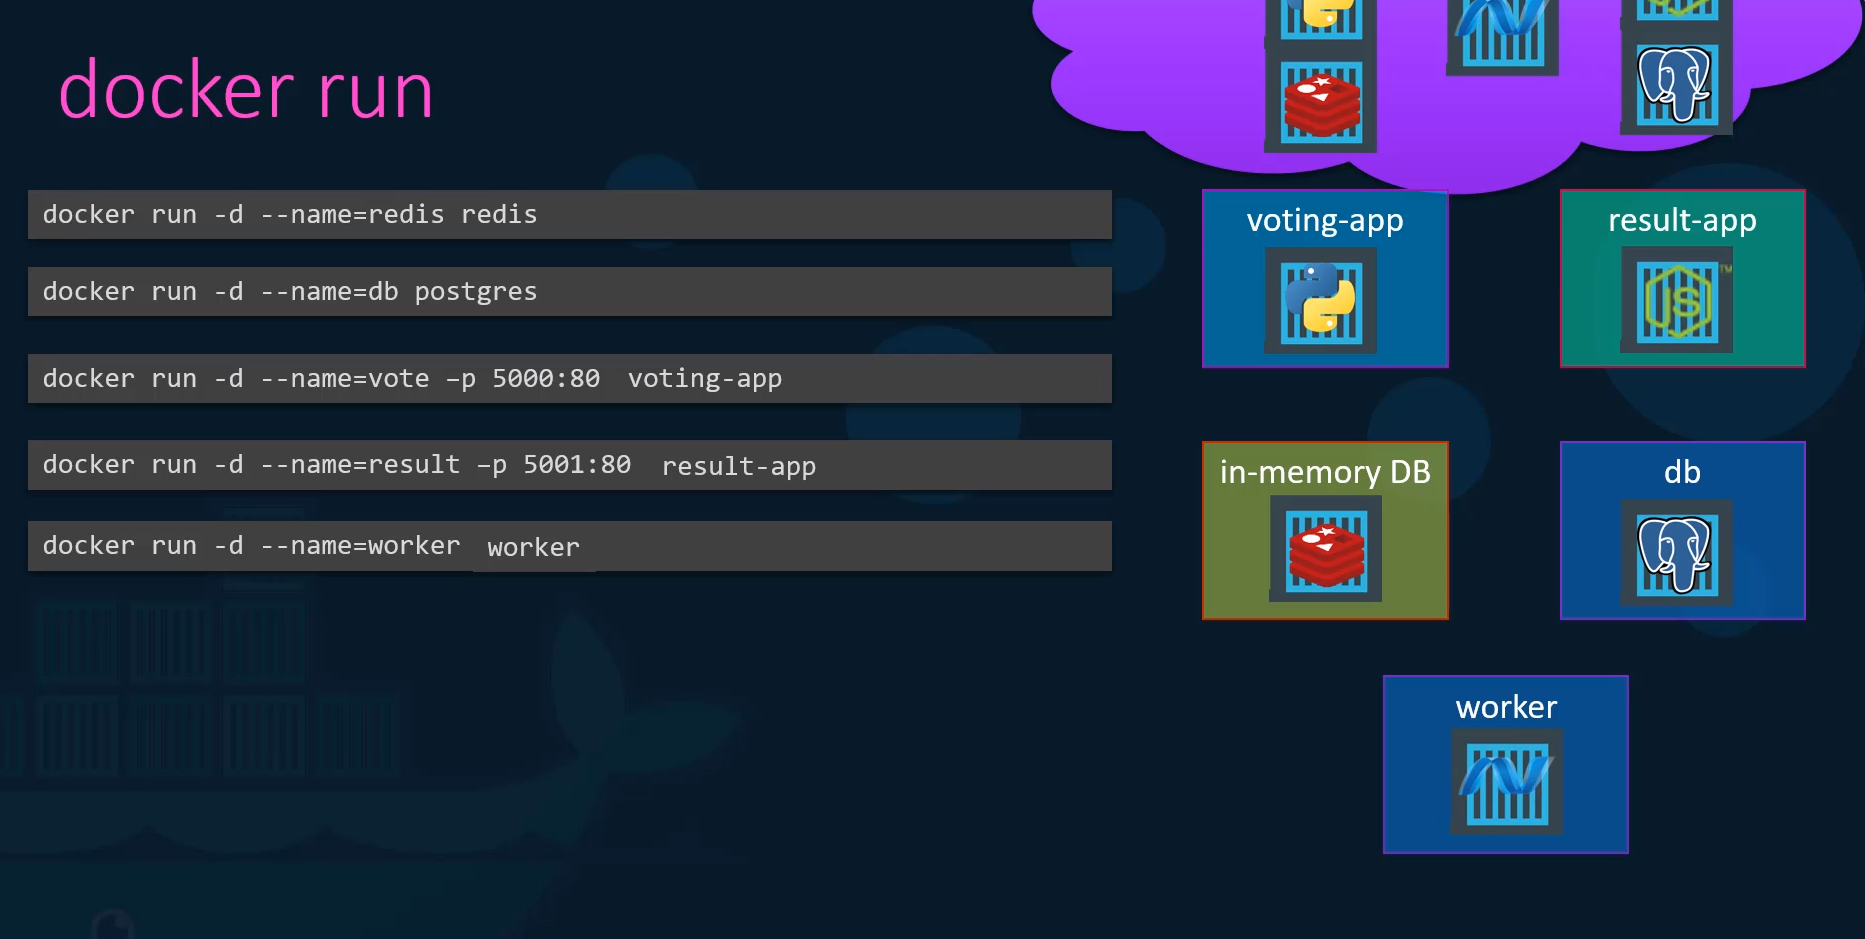 docker run
docker run -d --name=redis redis
docker run -d --name=db postgres
docker run -d --name=vote –p 5000:80 voting-app
docker run -d --name=result –p 5001:80 result-app
docker run -d --name=worker worker
voting-app
result-app
JS
TM
in-memory DB
db
worker